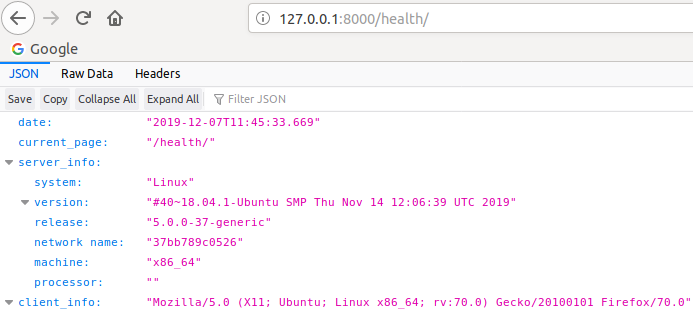 127.0.0.1:8000/health/
Google
JSON Raw Data Headers
Save Copy Collapse All Expand All Filter JSON
date: "2019-12-07T11:45:33.669"
current_page: "/health/"
server_info:
system: "Linux"
version: "#40~18.04.1-Ubuntu SMP Thu Nov 14 12:06:39 UTC 2019"
release: "5.0.0-37-generic"
network name: "37bb789c0526"
machine: "x86_64"
processor: ""
client_info: "Mozilla/5.0 (X11; Ubuntu; Linux x86_64; rv:70.0) Gecko/20100101 Firefox/70.0"